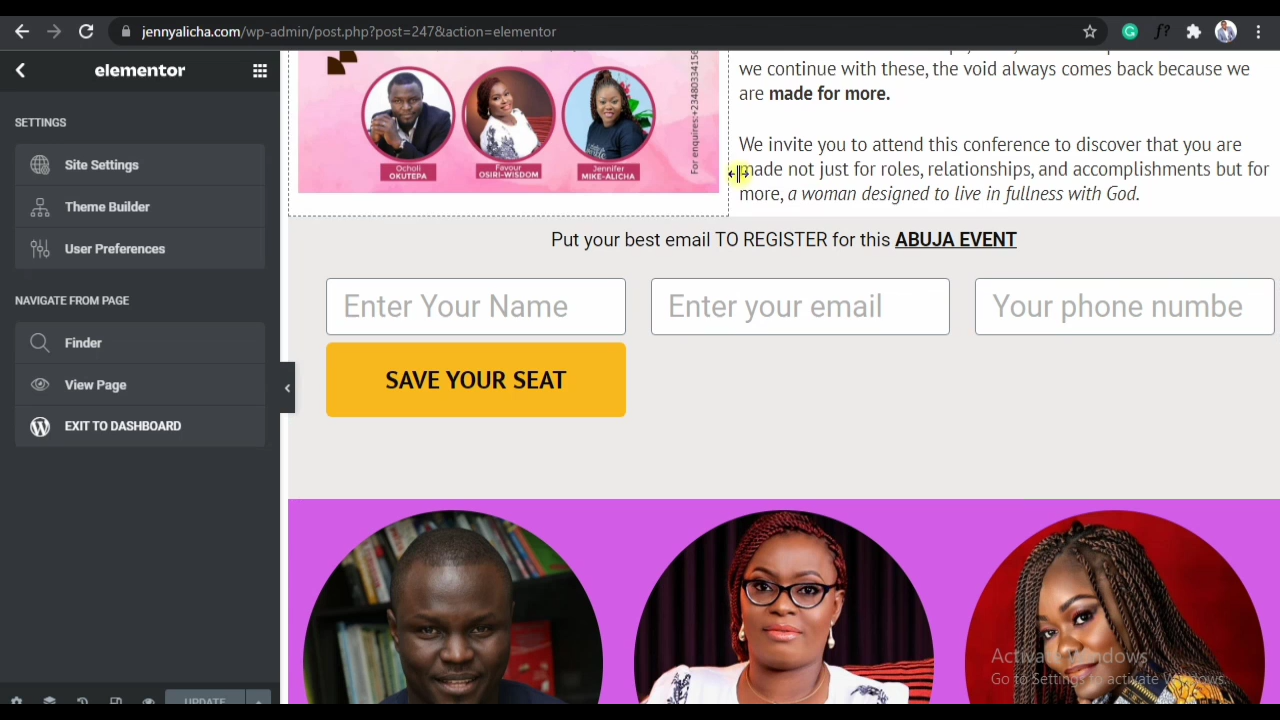 jennyalicha.com/wp-admin/post.php?post=247&action=elementor
elementor
SETTINGS
Site Settings
Theme Builder
User Preferences
NAVIGATE FROM PAGE
Finder
View Page
EXIT TO DASHBOARD
UPDATE
For enquires:+23480334156
Ocholi
OKUTEPA
Favour
OSIRI-WISDOM
Jennifer
MIKE-ALICHA
we continue with these, the void always comes back because we
are made for more.
We invite you to attend this conference to discover that you are
made not just for roles, relationships, and accomplishments but for
more, a woman designed to live in fullness with God.
Put your best email TO REGISTER for this ABUJA EVENT
Enter Your Name
Enter your email
Your phone numbe
SAVE YOUR SEAT
Activate Windows
Go to Settings to activate Windows.